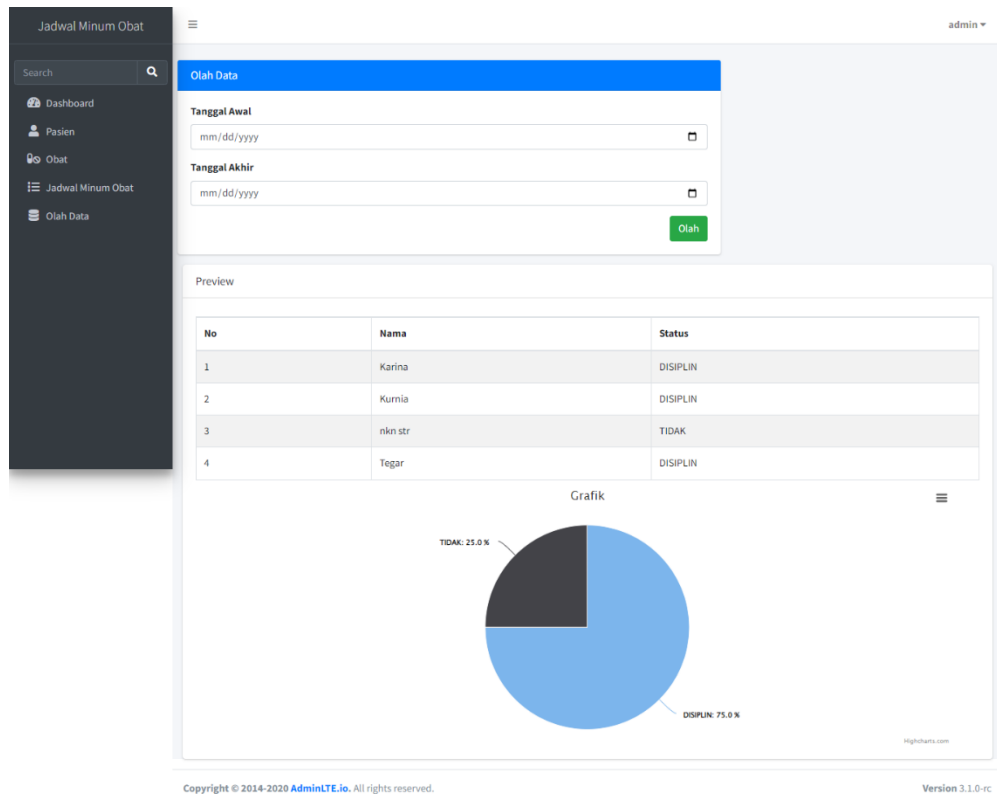 Jadwal Minum Obat
admin
Search
Dashboard
Pasien
Obat
Jadwal Minum Obat
Olah Data
Olah Data
Tanggal Awal
mm/dd/yyyy
Tanggal Akhir
mm/dd/yyyy
Olah
Preview
No Nama Status
1 Karina DISIPLIN
2 Kurnia DISIPLIN
3 nkn str TIDAK
4 Tegar DISIPLIN
Grafik
TIDAK: 25.0 %
DISIPLIN: 75.0 %
Highcharts.com
Copyright © 2014-2020 AdminLTE.io. All rights reserved. Version 3.1.0-rc